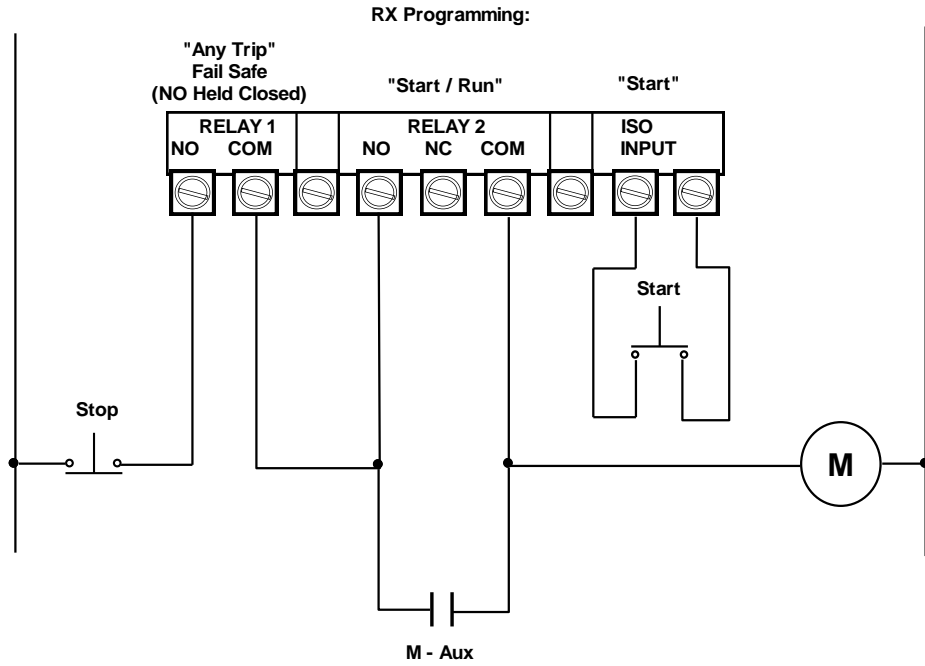 RX Programming:
"Any Trip"
Fail Safe
(NO Held Closed)
"Start / Run"
"Start"
RELAY 1
NO COM
RELAY 2
NO NC COM
ISO
INPUT
Start
Stop
M
M - Aux